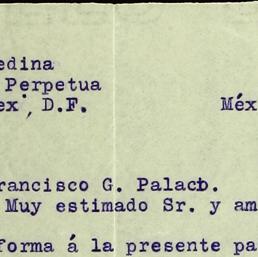 edina
Perpetua
ex, D.F. Méx
rancisco G. Palacb.
Muy estimado Sr. y am
forma á la presente pa